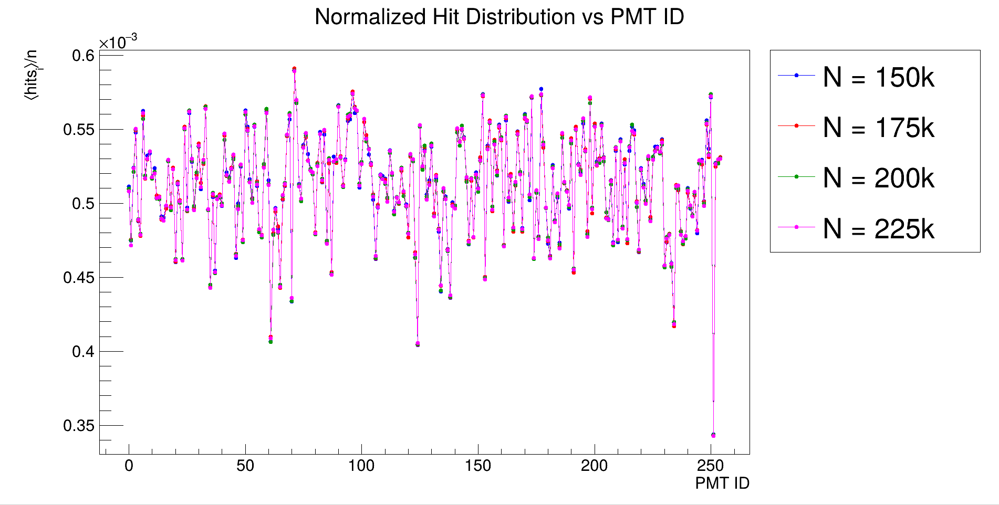 Normalized Hit Distribution vs PMT ID
×10⁻³
⟨hitsᵢ⟩/n
0.6
0.55
0.5
0.45
0.4
0.35
0 50 100 150 200 250
PMT ID
N = 150k
N = 175k
N = 200k
N = 225k